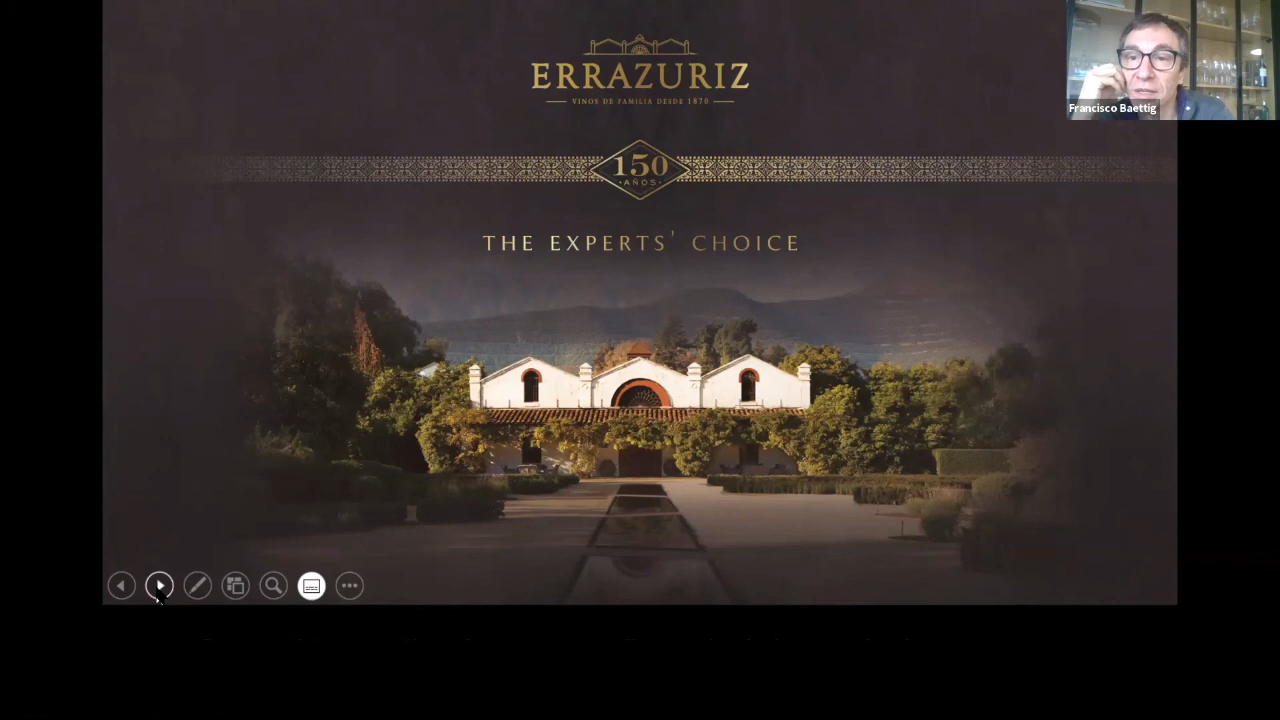 ERRAZURIZ
VINOS DE FAMILIA DESDE 1870
150
AÑOS
THE EXPERTS' CHOICE
Francisco Baettig